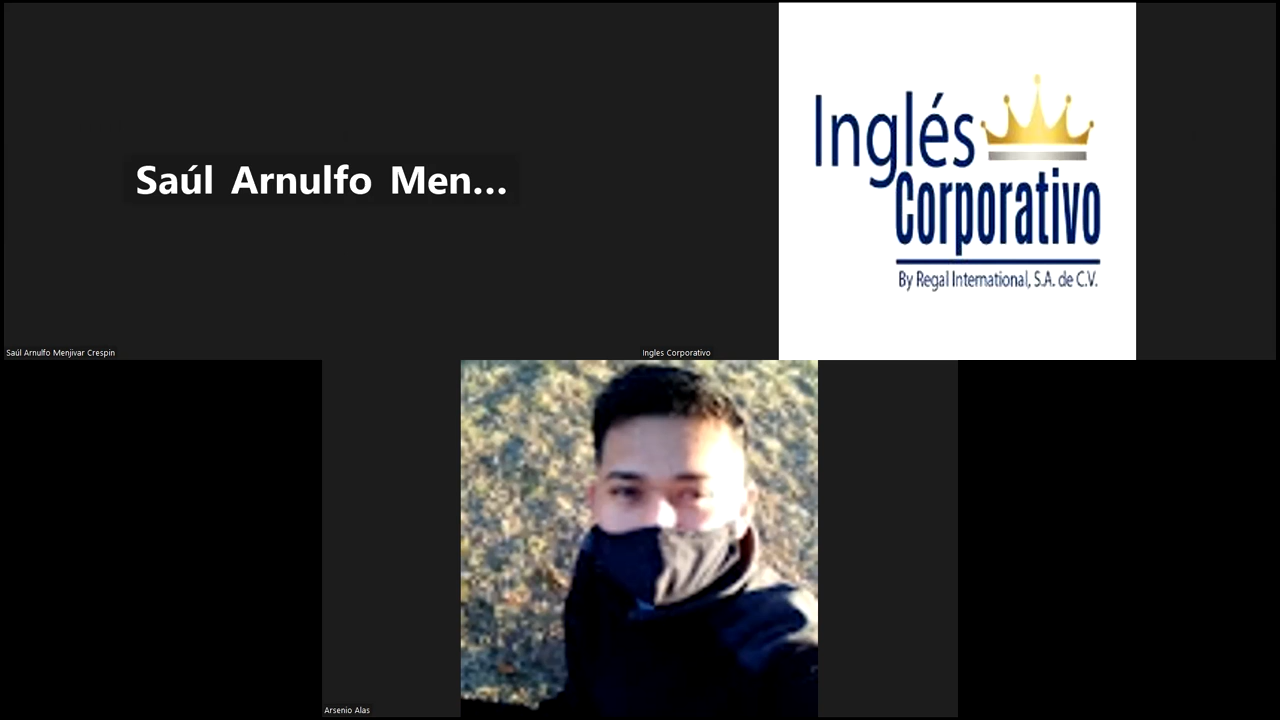 Saúl Arnulfo Men...
Inglés
Corporativo
By Regal International, S.A. de C.V.
Saúl Arnulfo Menjivar Crespin
Ingles Corporativo
Arsenio Alas